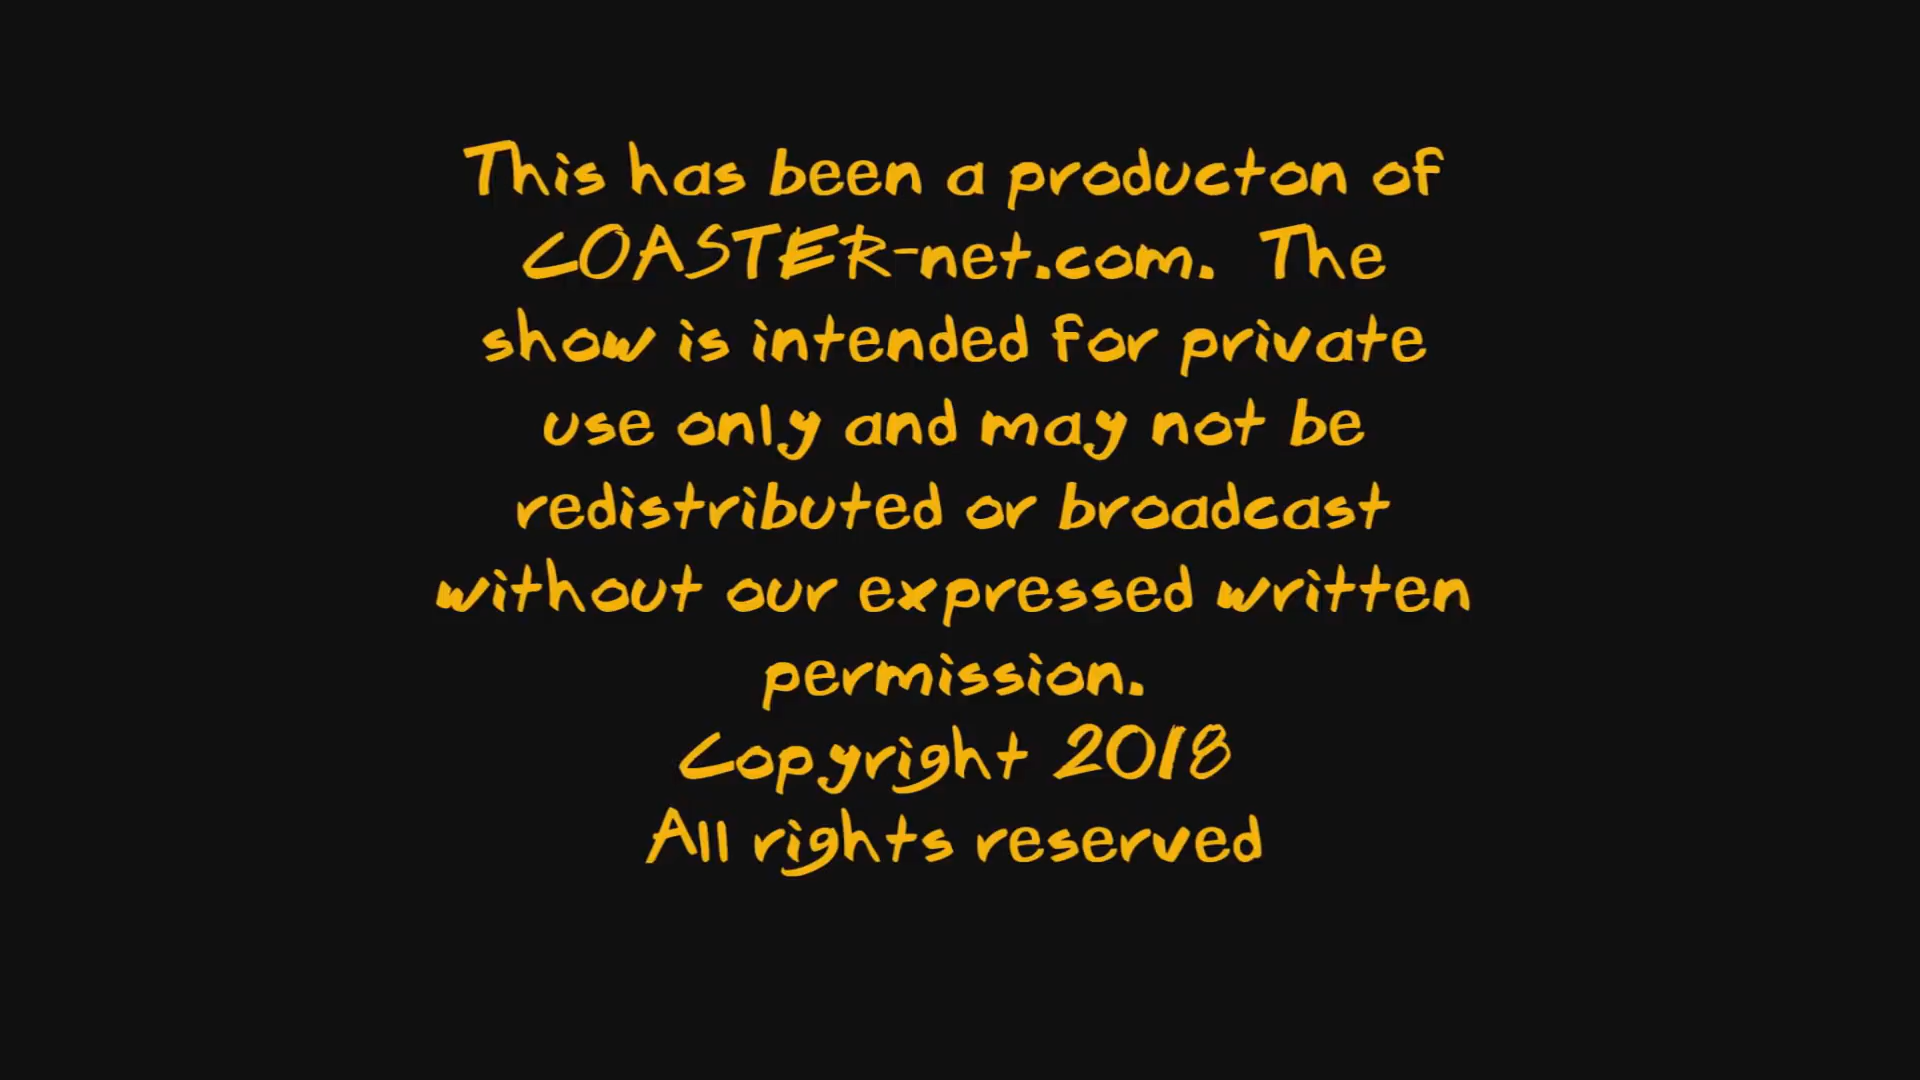 This has been a producton of
COASTER-net.com. The
show is intended for private
use only and may not be
redistributed or broadcast
without our expressed written
permission.
Copyright 2018
All rights reserved